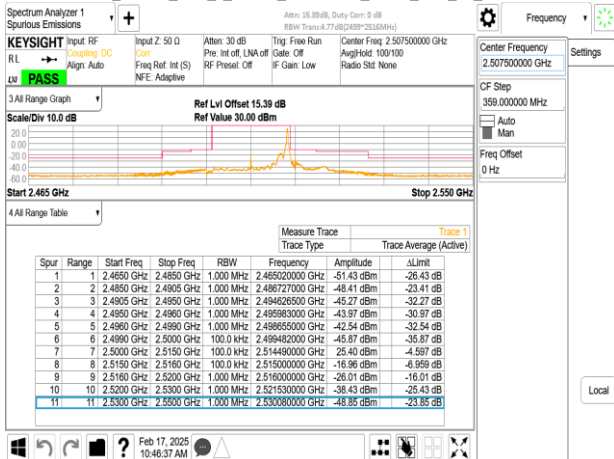 Spectrum Analyzer 1
Spurious Emissions
Attn: 15.39dB, Duty Corr: 0 dB
RBW Trans:4.77dB(2499~2515MHz)
Frequency
KEYSIGHT
RL
PASS
Input: RF
Coupling: DC
Align: Auto
Input Z: 50 Ω
Corr
Freq Ref: Int (S)
NFE: Adaptive
Atten: 30 dB
Pre: Int off, LNA off
RF Preset: Off
Trig: Free Run
Gate: Off
IF Gain: Low
Center Freq: 2.507500000 GHz
Avg|Hold: 100/100
Radio Std: None
Center Frequency
2.507500000 GHz
Settings
CF Step
359.000000 MHz
Auto
Man
Freq Offset
0 Hz
3 All Range Graph
Scale/Div 10.0 dB
Ref Lvl Offset 15.39 dB
Ref Value 30.00 dBm
20.0
0.00
-20.0
-40.0
-60.0
Start 2.465 GHz
Stop 2.550 GHz
4 All Range Table
Measure Trace Trace 1
Trace Type Trace Average (Active)
Spur Range Start Freq Stop Freq RBW Frequency Amplitude ΔLimit
1 1 2.4650 GHz 2.4850 GHz 1.000 MHz 2.465020000 GHz -51.43 dBm -26.43 dB
2 2 2.4850 GHz 2.4905 GHz 1.000 MHz 2.486727000 GHz -48.41 dBm -23.41 dB
3 3 2.4905 GHz 2.4950 GHz 1.000 MHz 2.494626500 GHz -45.27 dBm -32.27 dB
4 4 2.4950 GHz 2.4960 GHz 1.000 MHz 2.495983000 GHz -43.97 dBm -30.97 dB
5 5 2.4960 GHz 2.4990 GHz 1.000 MHz 2.498655000 GHz -42.54 dBm -32.54 dB
6 6 2.4990 GHz 2.5000 GHz 100.0 kHz 2.499482000 GHz -45.87 dBm -35.87 dB
7 7 2.5000 GHz 2.5150 GHz 100.0 kHz 2.514490000 GHz 25.40 dBm -4.597 dB
8 8 2.5150 GHz 2.5160 GHz 100.0 kHz 2.515000000 GHz -16.96 dBm -6.959 dB
9 9 2.5160 GHz 2.5200 GHz 1.000 MHz 2.516000000 GHz -26.01 dBm -16.01 dB
10 10 2.5200 GHz 2.5300 GHz 1.000 MHz 2.521530000 GHz -38.43 dBm -25.43 dB
11 11 2.5300 GHz 2.5500 GHz 1.000 MHz 2.530080000 GHz -48.85 dBm -23.85 dB
Local
?
Feb 17, 2025
10:46:37 AM